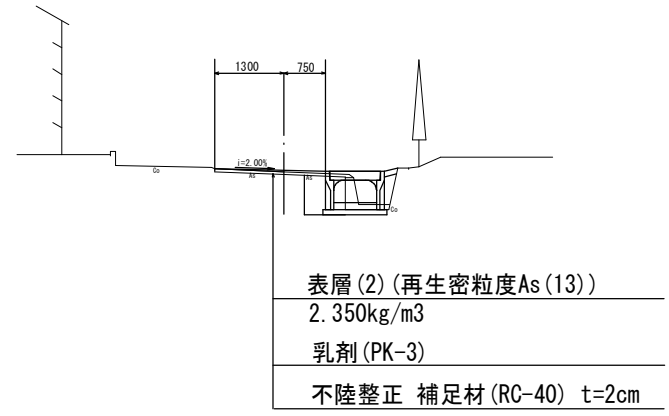 1300 750
i=2.00%
Co As As
Co
表層(2)(再生密粒度As(13))
2.350kg/m3
乳剤(PK-3)
不陸整正 補足材(RC-40) t=2cm